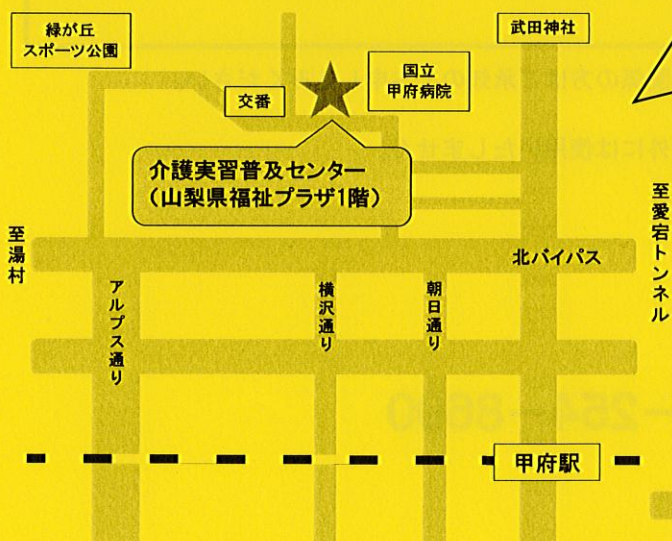 緑が丘
スポーツ公園
武田神社
国立
甲府病院
交番
介護実習普及センター
（山梨県福祉プラザ1階）
至湯村
至愛宕トンネル
北バイパス
アルプス通り
横沢通り
朝日通り
甲府駅